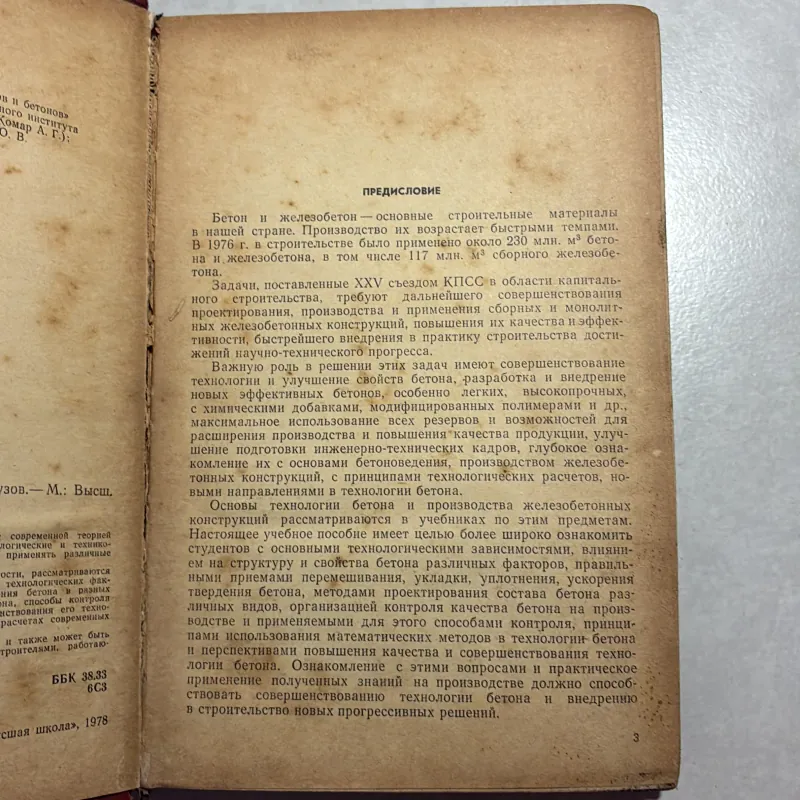 в и бетонов»
ного института
Комар А. Г.);
О. В.
узов.— М.: Высш.
современной теорией
ологические и технико-
применять различные
ости, рассматриваются
технологических фак-
ения бетона и разных
она, способы контроля
нствования его техно-
расчетах современных
и также может быть
троителями, работаю-
ББК 38.33
6С3
сшая школа», 1978
ПРЕДИСЛОВИЕ
Бетон и железобетон — основные строительные материалы
в нашей стране. Производство их возрастает быстрыми темпами.
В 1976 г. в строительстве было применено около 230 млн. м³ бето-
на и железобетона, в том числе 117 млн. м³ сборного железобе-
тона.
Задачи, поставленные XXV съездом КПСС в области капиталь-
ного строительства, требуют дальнейшего совершенствования
проектирования, производства и применения сборных и монолит-
ных железобетонных конструкций, повышения их качества и эффек-
тивности, быстрейшего внедрения в практику строительства дости-
жений научно-технического прогресса.
Важную роль в решении этих задач имеют совершенствование
технологии и улучшение свойств бетона, разработка и внедрение
новых эффективных бетонов, особенно легких, высокопрочных,
с химическими добавками, модифицированных полимерами и др.,
максимальное использование всех резервов и возможностей для
расширения производства и повышения качества продукции, улуч-
шение подготовки инженерно-технических кадров, глубокое озна-
комление их с основами бетоноведения, производством железобе-
тонных конструкций, с принципами технологических расчетов, но-
выми направлениями в технологии бетона.
Основы технологии бетона и производства железобетонных
конструкций рассматриваются в учебниках по этим предметам.
Настоящее учебное пособие имеет целью более широко ознакомить
студентов с основными технологическими зависимостями, влияни-
ем на структуру и свойства бетона различных факторов, правиль-
ными приемами перемешивания, укладки, уплотнения, ускорения
твердения бетона, методами проектирования состава бетона раз-
личных видов, организацией контроля качества бетона на произ-
водстве и применяемыми для этого способами контроля, принци-
пами использования математических методов в технологии бетона
и перспективами повышения качества и совершенствования техно-
логии бетона. Ознакомление с этими вопросами и практическое
применение полученных знаний на производстве должно способ-
ствовать совершенствованию технологии бетона и внедрению
в строительство новых прогрессивных решений.
3